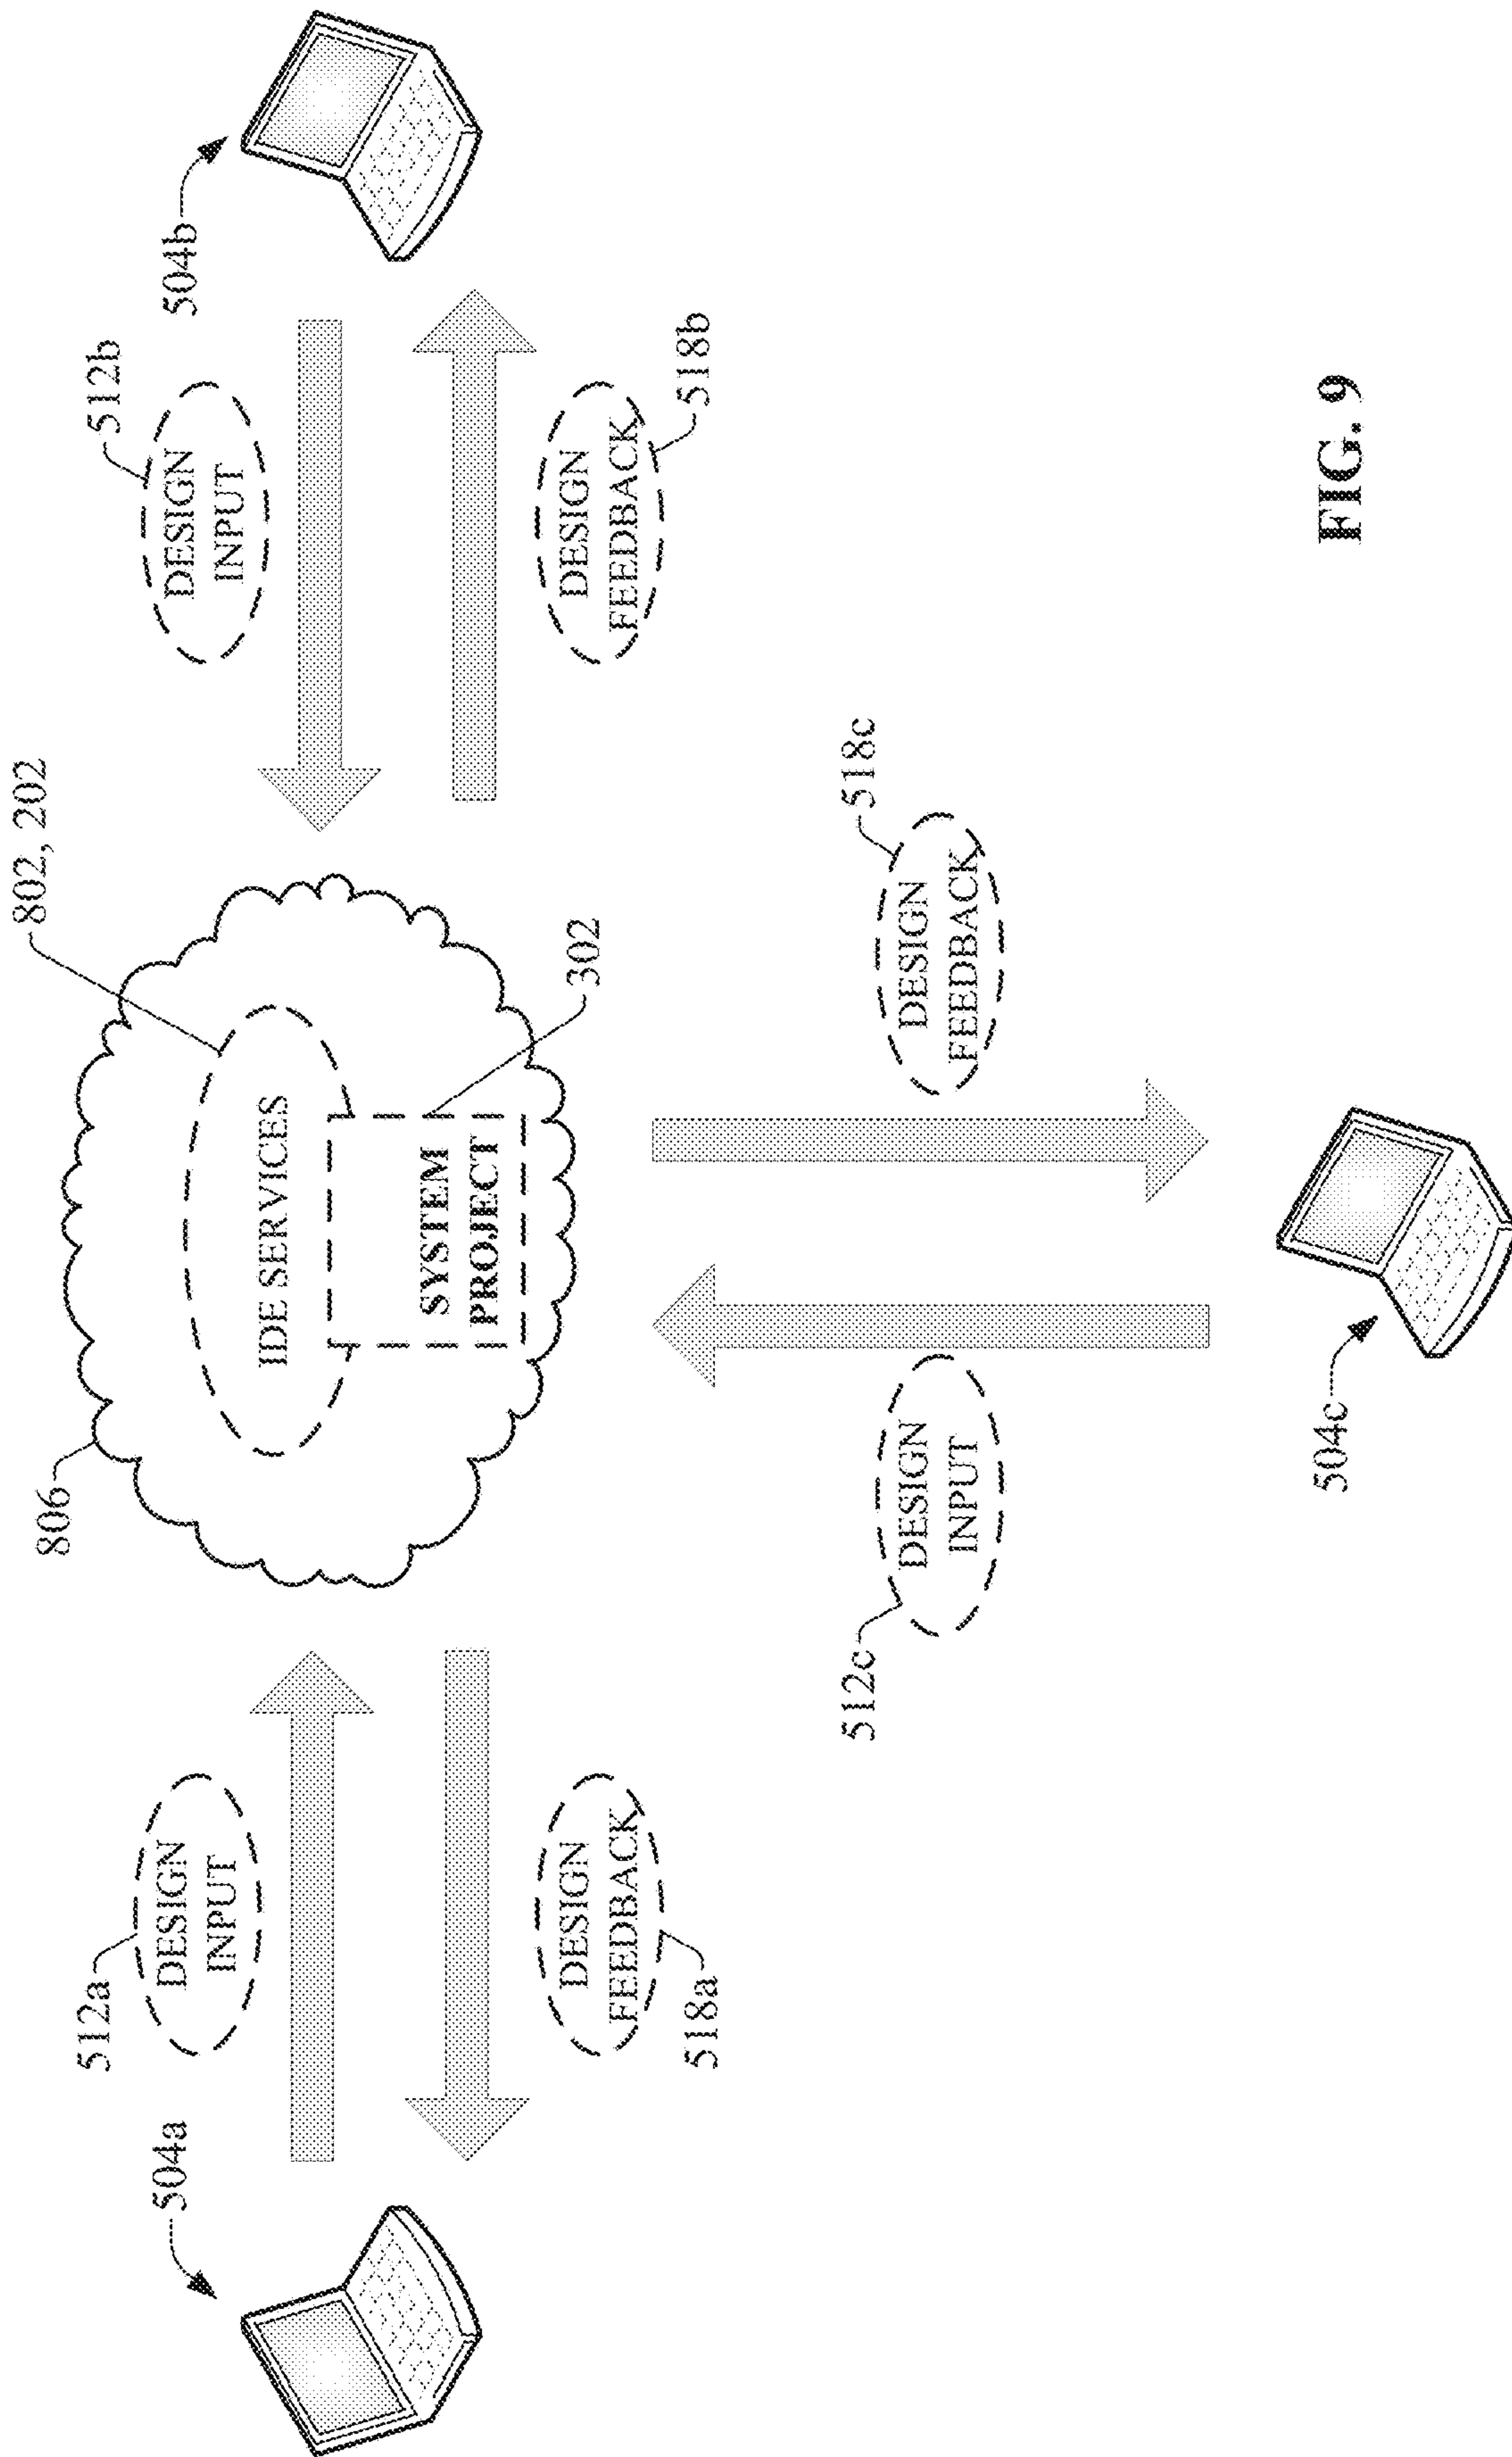 802, 202
806
IDE SERVICES
SYSTEM
PROJECT
302
504a
512a
DESIGN
INPUT
DESIGN
FEEDBACK
518a
512b
DESIGN
INPUT
504b
DESIGN
FEEDBACK
518b
512c
DESIGN
INPUT
DESIGN
FEEDBACK
518c
504c
FIG. 9